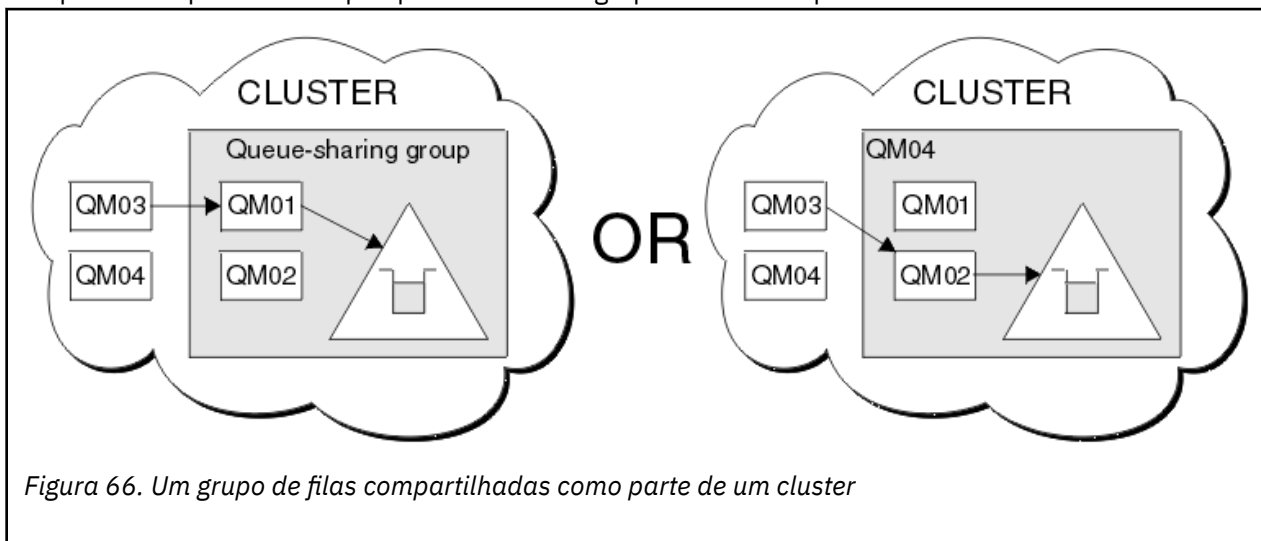 CLUSTER
Queue-sharing group
QM03
QM01
QM04
QM02
OR
CLUSTER
QM04
QM03
QM01
QM04
QM02
Figura 66. Um grupo de filas compartilhadas como parte de um cluster